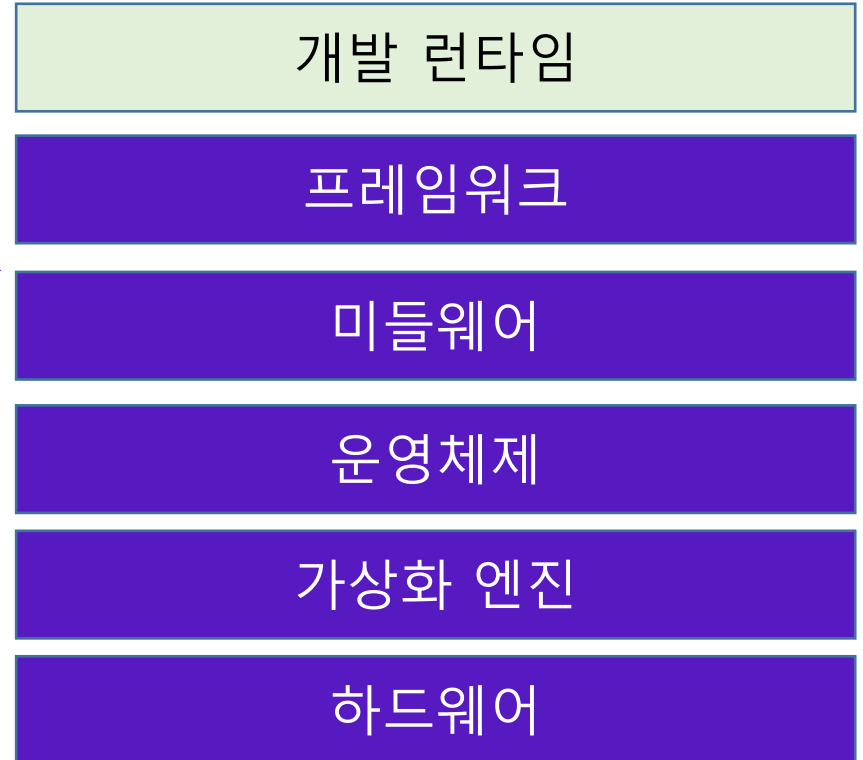 개발 런타임
프레임워크
미들웨어
운영체제
가상화 엔진
하드웨어